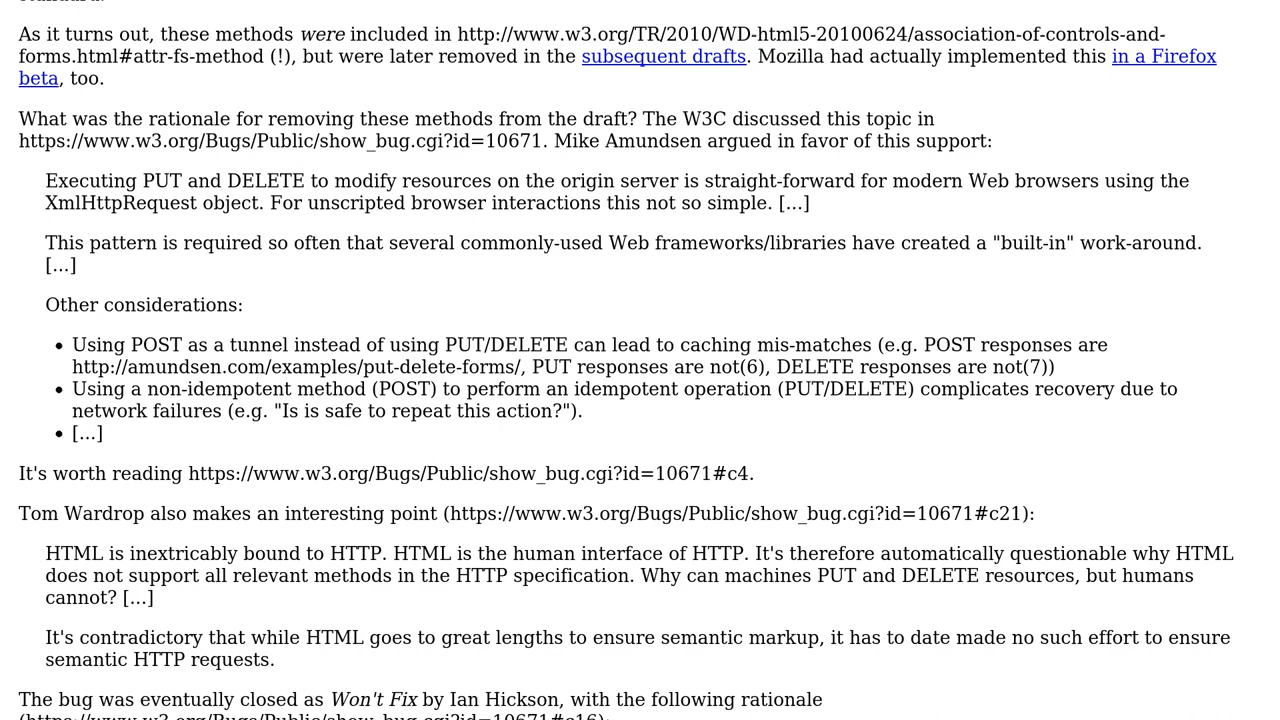 As it turns out, these methods were included in http://www.w3.org/TR/2010/WD-html5-20100624/association-of-controls-and-
forms.html#attr-fs-method (!), but were later removed in the subsequent drafts. Mozilla had actually implemented this in a Firefox
beta, too.
What was the rationale for removing these methods from the draft? The W3C discussed this topic in
https://www.w3.org/Bugs/Public/show_bug.cgi?id=10671. Mike Amundsen argued in favor of this support:
Executing PUT and DELETE to modify resources on the origin server is straight-forward for modern Web browsers using the
XmlHttpRequest object. For unscripted browser interactions this not so simple. [...]
This pattern is required so often that several commonly-used Web frameworks/libraries have created a "built-in" work-around.
[...]
Other considerations:
• Using POST as a tunnel instead of using PUT/DELETE can lead to caching mis-matches (e.g. POST responses are
http://amundsen.com/examples/put-delete-forms/, PUT responses are not(6), DELETE responses are not(7))
• Using a non-idempotent method (POST) to perform an idempotent operation (PUT/DELETE) complicates recovery due to
network failures (e.g. "Is is safe to repeat this action?").
• [...]
It's worth reading https://www.w3.org/Bugs/Public/show_bug.cgi?id=10671#c4.
Tom Wardrop also makes an interesting point (https://www.w3.org/Bugs/Public/show_bug.cgi?id=10671#c21):
HTML is inextricably bound to HTTP. HTML is the human interface of HTTP. It's therefore automatically questionable why HTML
does not support all relevant methods in the HTTP specification. Why can machines PUT and DELETE resources, but humans
cannot? [...]
It's contradictory that while HTML goes to great lengths to ensure semantic markup, it has to date made no such effort to ensure
semantic HTTP requests.
The bug was eventually closed as Won't Fix by Ian Hickson, with the following rationale
(https://www.w3.org/Bugs/Public/show_bug.cgi?id=10671#c16):